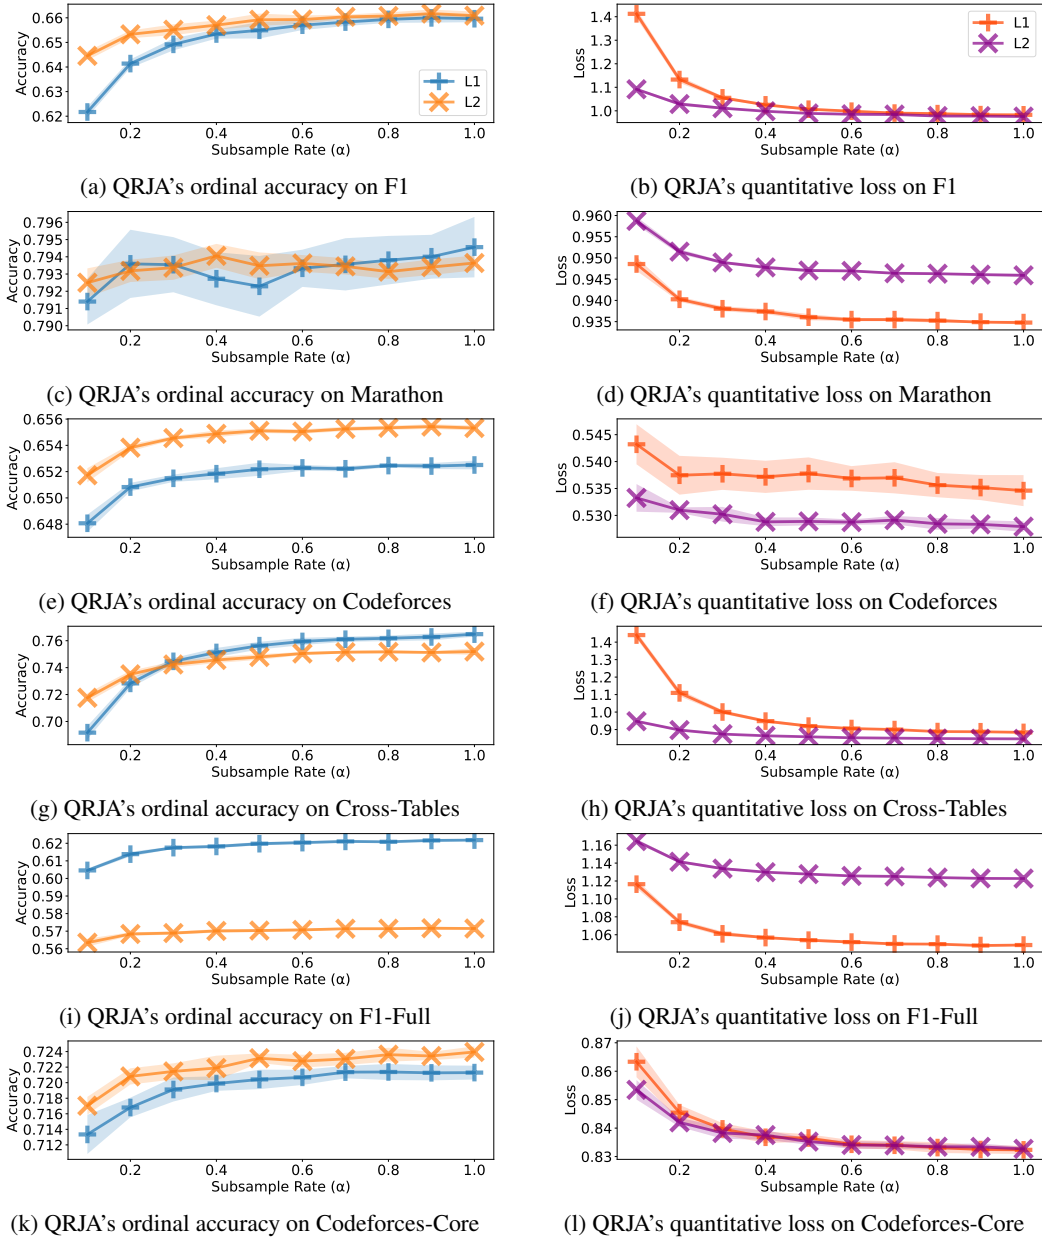 0.66
0.65
0.64
0.63
0.62
Accuracy
L1
L2
0.2 0.4 0.6 0.8 1.0
Subsample Rate (α)
(a) QRJA's ordinal accuracy on F1
1.4
1.3
1.2
1.1
1.0
Loss
L1
L2
0.2 0.4 0.6 0.8 1.0
Subsample Rate (α)
(b) QRJA's quantitative loss on F1
0.796
0.795
0.794
0.793
0.792
0.791
0.790
Accuracy
0.2 0.4 0.6 0.8 1.0
Subsample Rate (α)
(c) QRJA's ordinal accuracy on Marathon
0.960
0.955
0.950
0.945
0.940
0.935
Loss
0.2 0.4 0.6 0.8 1.0
Subsample Rate (α)
(d) QRJA's quantitative loss on Marathon
0.656
0.654
0.652
0.650
0.648
Accuracy
0.2 0.4 0.6 0.8 1.0
Subsample Rate (α)
(e) QRJA's ordinal accuracy on Codeforces
0.545
0.540
0.535
0.530
Loss
0.2 0.4 0.6 0.8 1.0
Subsample Rate (α)
(f) QRJA's quantitative loss on Codeforces
0.76
0.74
0.72
0.70
Accuracy
0.2 0.4 0.6 0.8 1.0
Subsample Rate (α)
(g) QRJA's ordinal accuracy on Cross-Tables
1.4
1.3
1.2
1.1
1.0
0.9
Loss
0.2 0.4 0.6 0.8 1.0
Subsample Rate (α)
(h) QRJA's quantitative loss on Cross-Tables
0.62
0.61
0.60
0.59
0.58
0.57
0.56
Accuracy
0.2 0.4 0.6 0.8 1.0
Subsample Rate (α)
(i) QRJA's ordinal accuracy on F1-Full
1.16
1.14
1.12
1.10
1.08
1.06
Loss
0.2 0.4 0.6 0.8 1.0
Subsample Rate (α)
(j) QRJA's quantitative loss on F1-Full
0.724
0.722
0.720
0.718
0.716
0.714
0.712
Accuracy
0.2 0.4 0.6 0.8 1.0
Subsample Rate (α)
(k) QRJA's ordinal accuracy on Codeforces-Core
0.87
0.86
0.85
0.84
0.83
Loss
0.2 0.4 0.6 0.8 1.0
Subsample Rate (α)
(l) QRJA's quantitative loss on Codeforces-Core